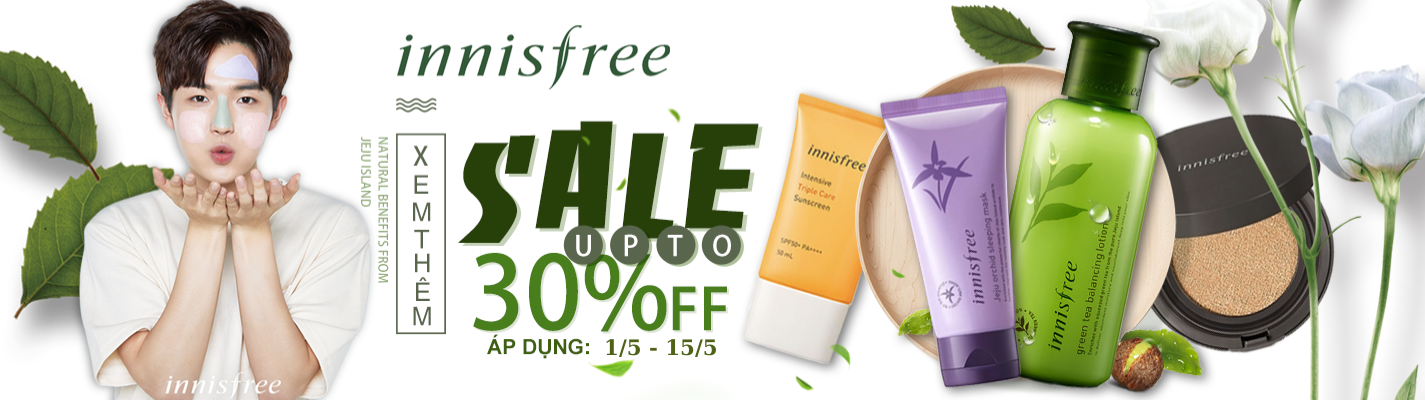 innisfree
XEM THÊM
NATURAL BENEFITS FROM
JEJU ISLAND
SALE
UP TO
30%OFF
ÁP DỤNG: 1/5 - 15/5
innisfree
innisfree
Intensive
Triple Care
Sunscreen
SPF50+ PA++++
50 mL
innisfree
Jeju orchid sleeping mask
innisfree
green tea balancing lotion
innisfree